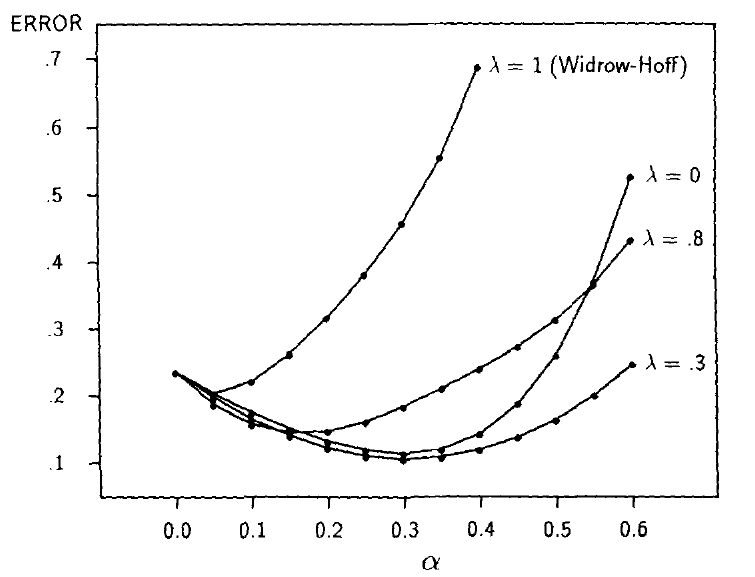 ERROR
.7
λ = 1 (Widrow-Hoff)
.6
.5
λ = 0
.4
λ = .8
.3
λ = .3
.2
.1
0.0 0.1 0.2 0.3 0.4 0.5 0.6
α